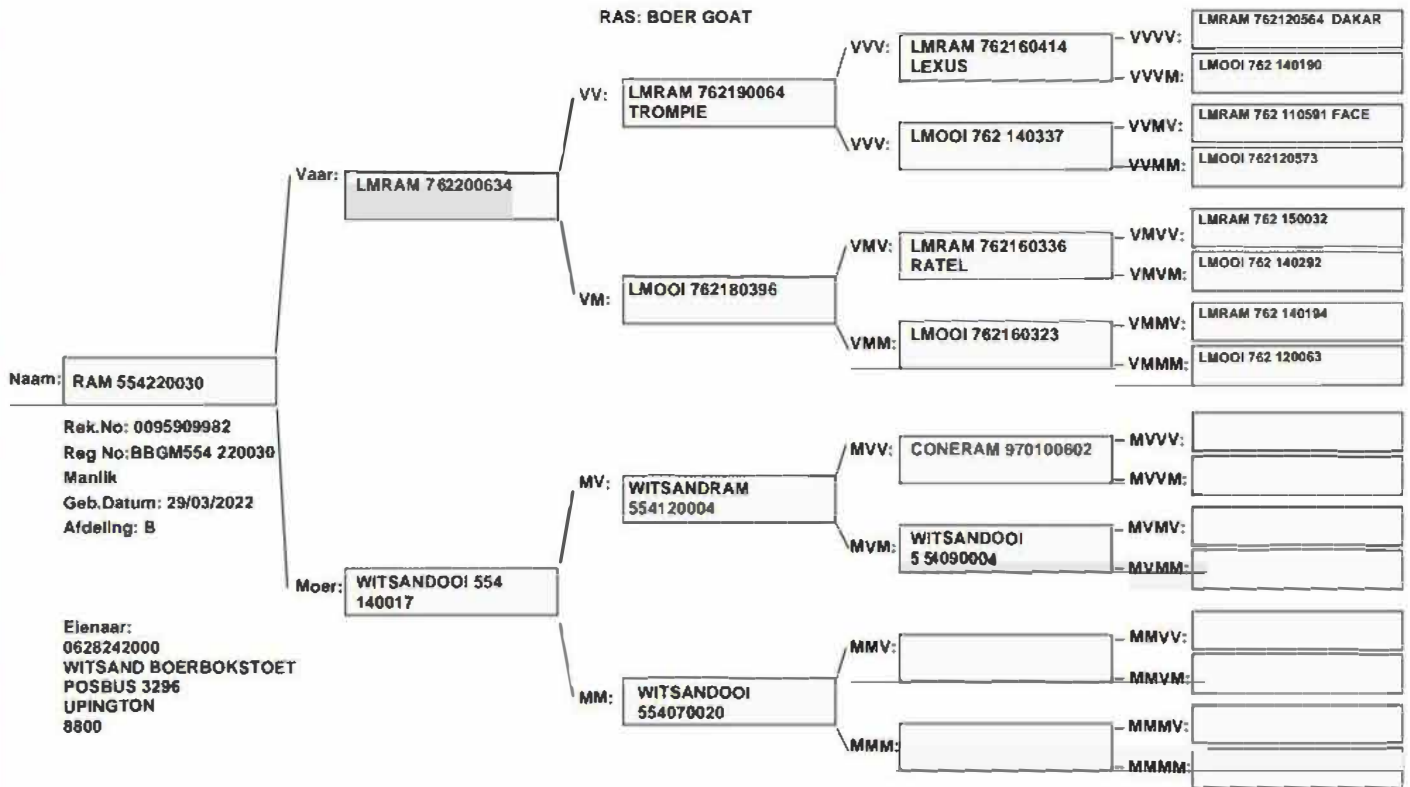 RAS: BOER GOAT
Naam: RAM 554220030
Rek.No: 0095909982
Reg No:BBGM554 220030
Manlik
Geb.Datum: 29/03/2022
Afdeling: B
Eienaar:
0628242000
WITSAND BOERBOKSTOET
POSBUS 3296
UPINGTON
8800
Vaar: LMRAM 762200634
Moer: WITSANDOOI 554
140017
VV: LMRAM 762190064
TROMPIE
VM: LMOOI 762180396
MV: WITSANDRAM
554120004
MM: WITSANDOOI
554070020
VVV: LMRAM 762160414
LEXUS
VVV: LMOOI 762 140337
VMV: LMRAM 762160336
RATEL
VMM: LMOOI 762160323
MVV: CONERAM 970100602
MVM: WITSANDOOI
5 54090004
MMV:
MMM:
VVVV: LMRAM 762120564 DAKAR
VVVM: LMOOI 762 140190
VVMV: LMRAM 762 110591 FACE
VVMM: LMOOI 762120573
VMVV: LMRAM 762 150032
VMVM: LMOOI 762 140292
VMMV: LMRAM 762 140194
VMMM: LMOOI 762 120063
MVVV:
MVVM:
MVMV:
MVMM:
MMVV:
MMVM:
MMMV:
MMMM: